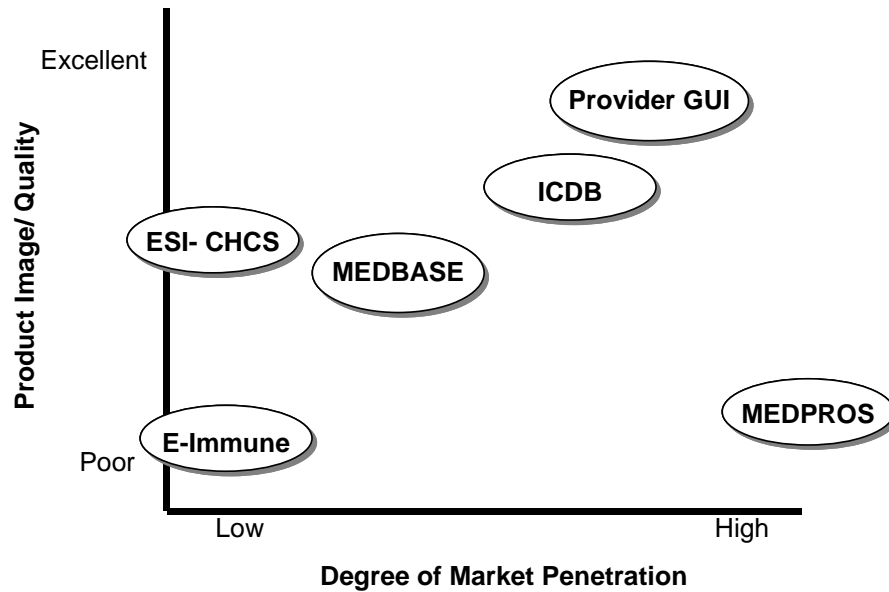 Excellent
Provider GUI
ICDB
ESI- CHCS
MEDBASE
Product Image/ Quality
MEDPROS
E-Immune
Poor
Low
High
Degree of Market Penetration